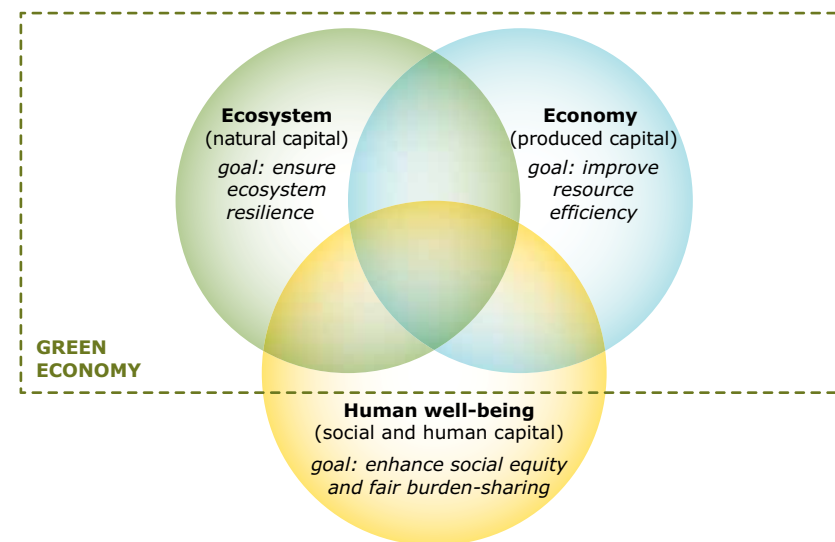 Ecosystem
(natural capital)
goal: ensure
ecosystem
resilience
Economy
(produced capital)
goal: improve
resource
efficiency
GREEN
ECONOMY
Human well-being
(social and human capital)
goal: enhance social equity
and fair burden-sharing